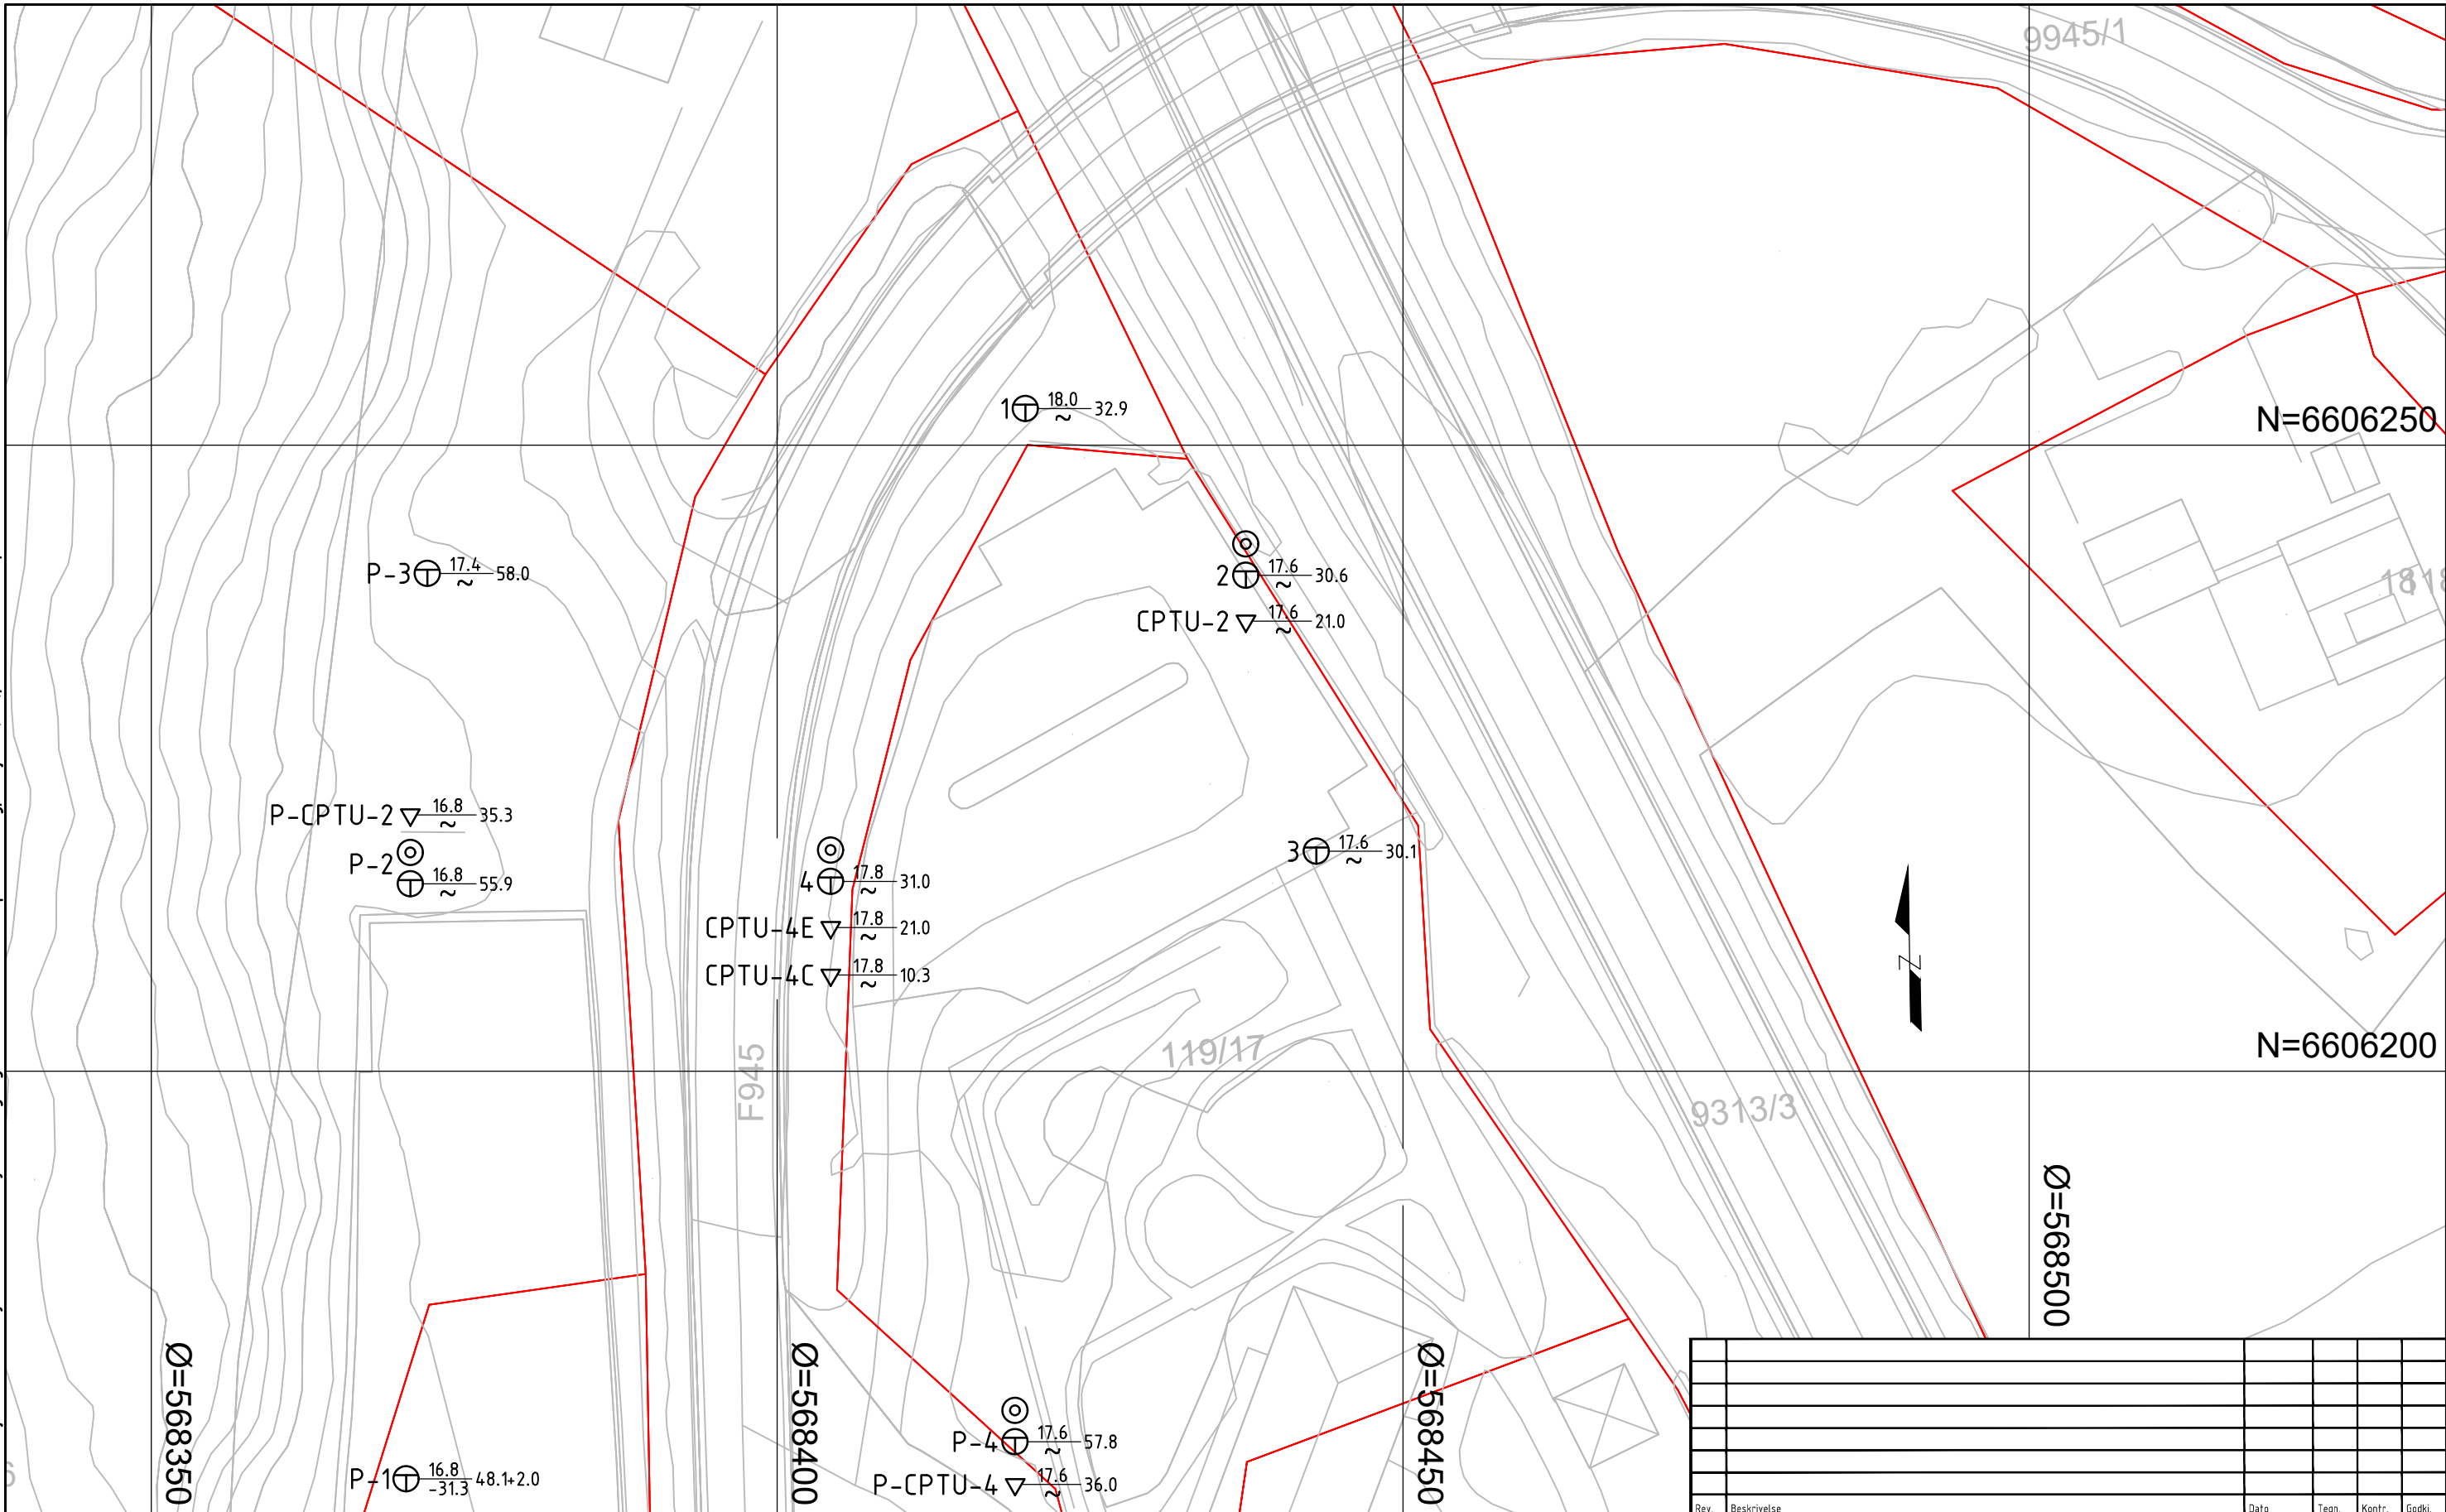 9945/1
1 18.0 ~ 32.9
N=6606250
P-3 17.4 ~ 58.0
2 17.6 ~ 30.6
CPTU-2 17.6 ~ 21.0
P-CPTU-2 16.8 ~ 35.3
P-2 16.8 ~ 55.9
3 17.6 ~ 30.1
4 17.8 ~ 31.0
CPTU-4E 17.8 ~ 21.0
CPTU-4C 17.8 ~ 10.3
Z
119/17
F945
N=6606200
9313/3
Ø=568350
Ø=568400
Ø=568450
Ø=568500
P-4 17.6 ~ 57.8
P-CPTU-4 17.6 ~ 36.0
P-1 16.8 -31.3 48.1+2.0
Rev. Beskrivelse Dato Tegn. Kontr. Godkj.